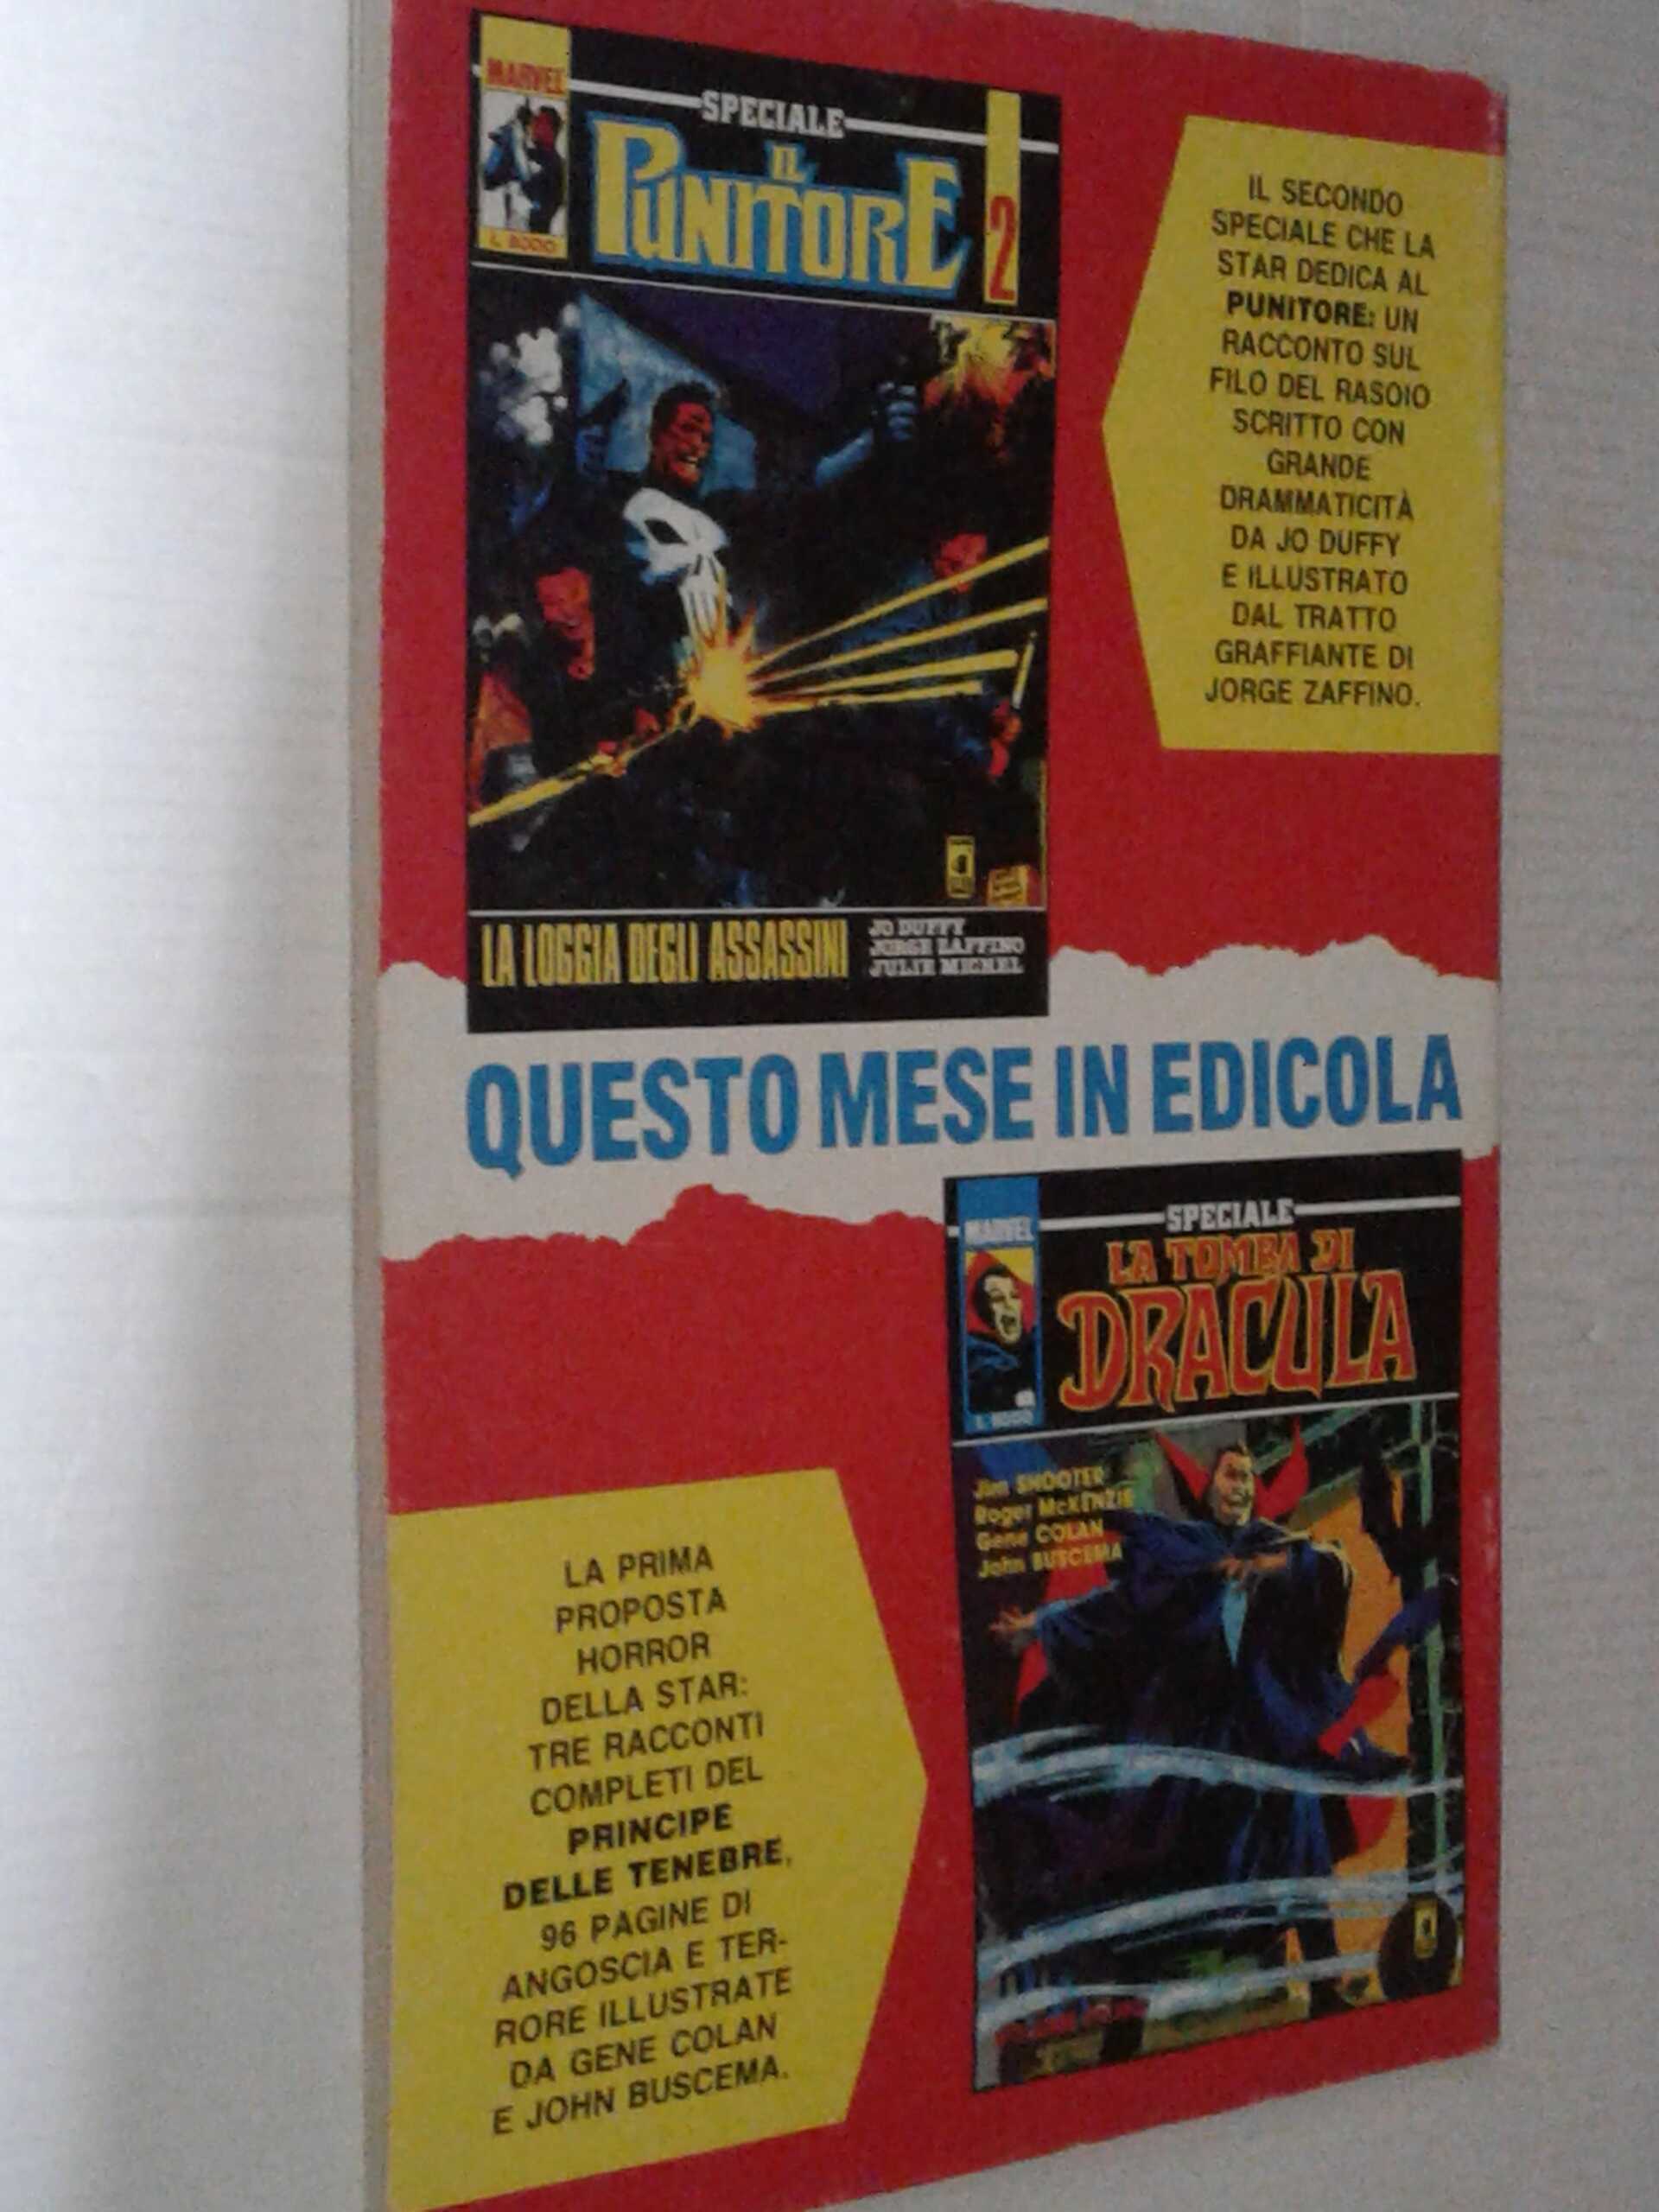 MARVEL
SPECIALE
IL
PUNITORE
2
L. 8000
LA LOGGIA DEGLI ASSASSINI
JO DUFFY
JORGE ZAFFINO
JULIE MICHEL
IL SECONDO
SPECIALE CHE LA
STAR DEDICA AL
PUNITORE: UN
RACCONTO SUL
FILO DEL RASOIO
SCRITTO CON
GRANDE
DRAMMATICITÀ
DA JO DUFFY
E ILLUSTRATO
DAL TRATTO
GRAFFIANTE DI
JORGE ZAFFINO.
QUESTO MESE IN EDICOLA
MARVEL
SPECIALE
LA TOMBA DI
DRACULA
Jim SHOOTER
Roger McKENZIE
Gene COLAN
John BUSCEMA
LA PRIMA
PROPOSTA
HORROR
DELLA STAR:
TRE RACCONTI
COMPLETI DEL
PRINCIPE
DELLE TENEBRE,
96 PAGINE DI
ANGOSCIA E TER-
RORE ILLUSTRATE
DA GENE COLAN
E JOHN BUSCEMA.